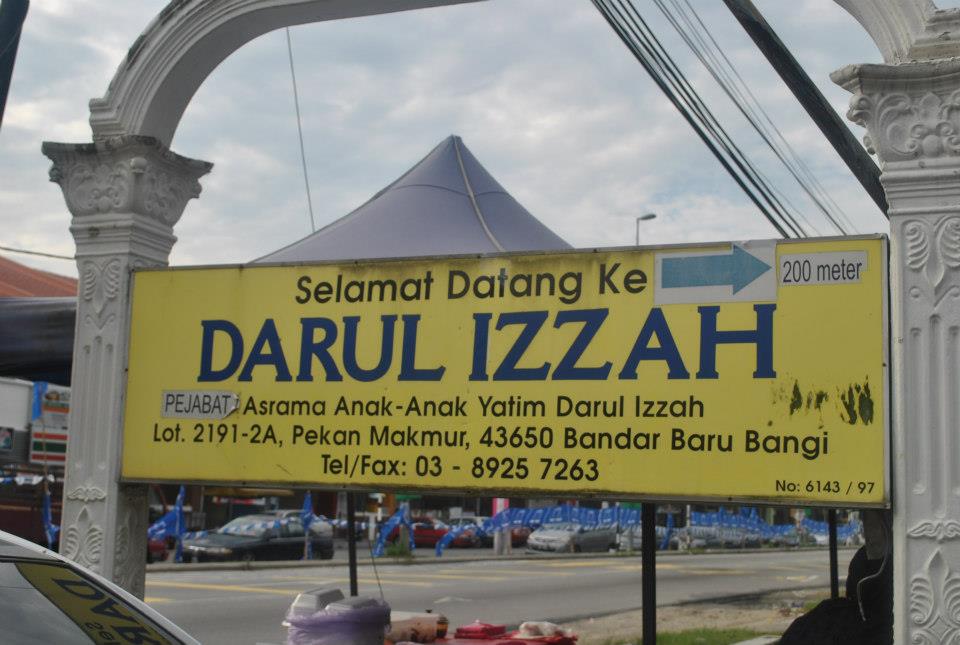 Selamat Datang Ke
200 meter
DARUL IZZAH
PEJABAT: Asrama Anak-Anak Yatim Darul Izzah
Lot. 2191-2A, Pekan Makmur, 43650 Bandar Baru Bangi
Tel/Fax: 03 - 8925 7263
No: 6143 / 97